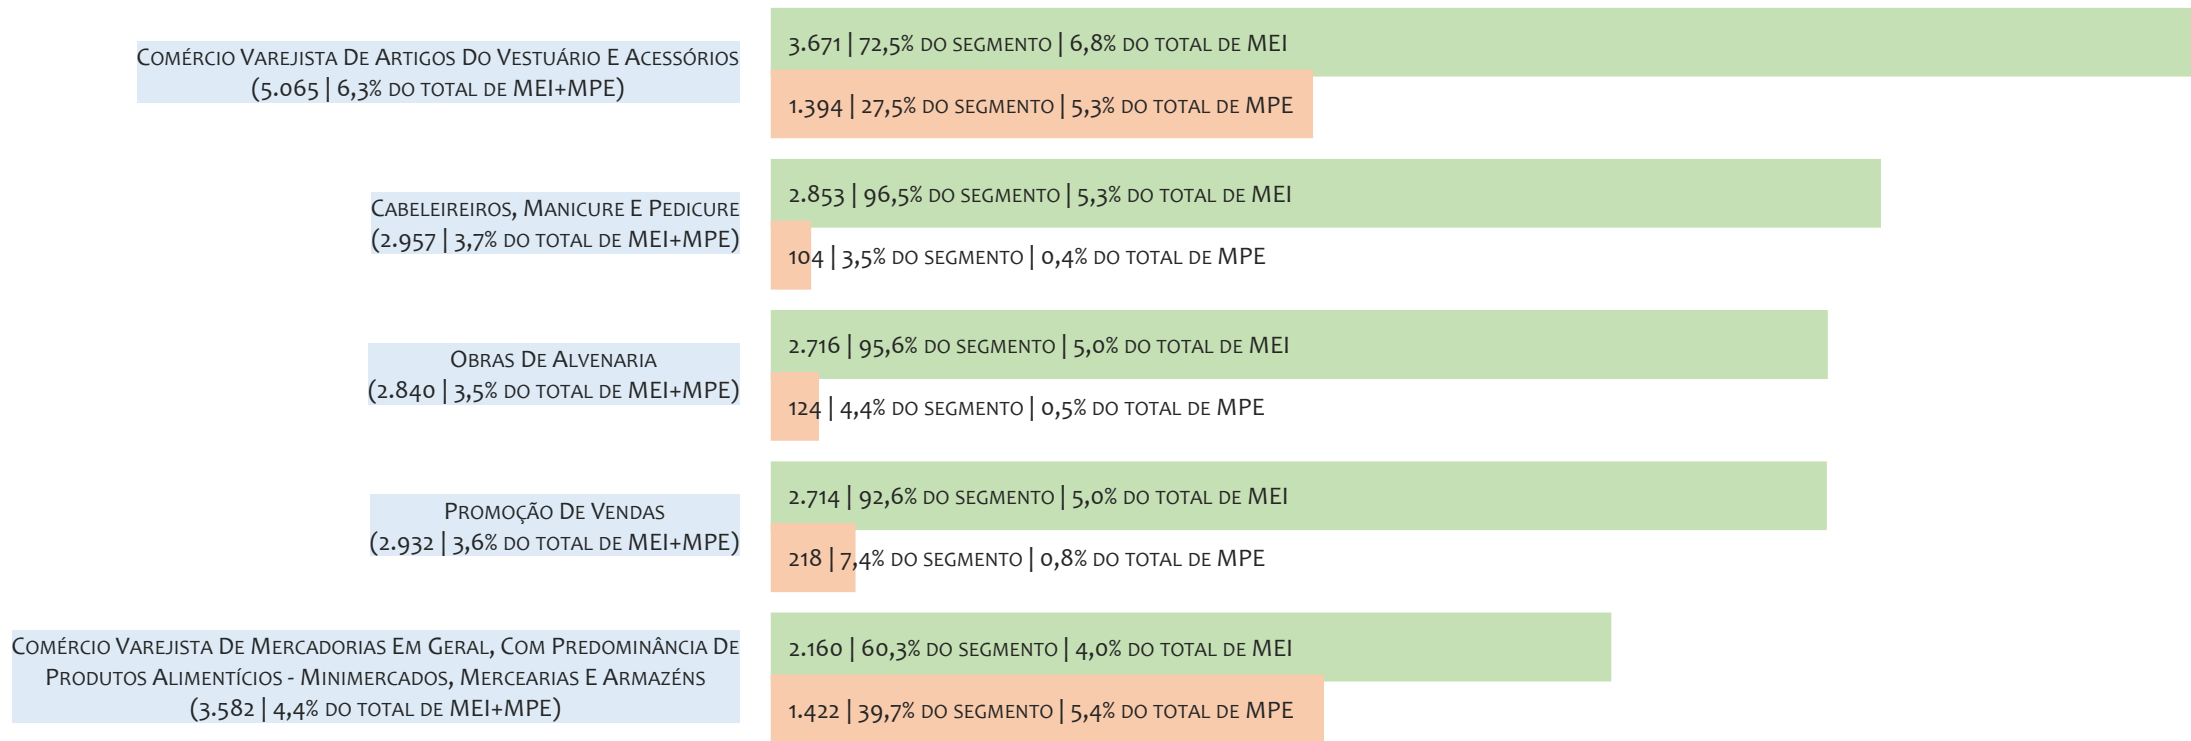 Comércio Varejista De Artigos Do Vestuário E Acessórios
(5.065 | 6,3% do total de MEI+MPE)
3.671 | 72,5% do segmento | 6,8% do total de MEI
1.394 | 27,5% do segmento | 5,3% do total de MPE
Cabeleireiros, Manicure E Pedicure
(2.957 | 3,7% do total de MEI+MPE)
2.853 | 96,5% do segmento | 5,3% do total de MEI
104 | 3,5% do segmento | 0,4% do total de MPE
Obras De Alvenaria
(2.840 | 3,5% do total de MEI+MPE)
2.716 | 95,6% do segmento | 5,0% do total de MEI
124 | 4,4% do segmento | 0,5% do total de MPE
Promoção De Vendas
(2.932 | 3,6% do total de MEI+MPE)
2.714 | 92,6% do segmento | 5,0% do total de MEI
218 | 7,4% do segmento | 0,8% do total de MPE
Comércio Varejista De Mercadorias Em Geral, Com Predominância De
Produtos Alimentícios - Minimercados, Mercearias E Armazéns
(3.582 | 4,4% do total de MEI+MPE)
2.160 | 60,3% do segmento | 4,0% do total de MEI
1.422 | 39,7% do segmento | 5,4% do total de MPE